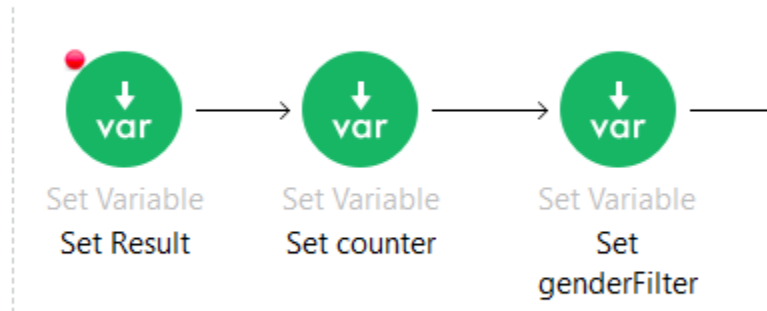 var
var
var
Set Variable
Set Result
Set Variable
Set counter
Set Variable
Set
genderFilter